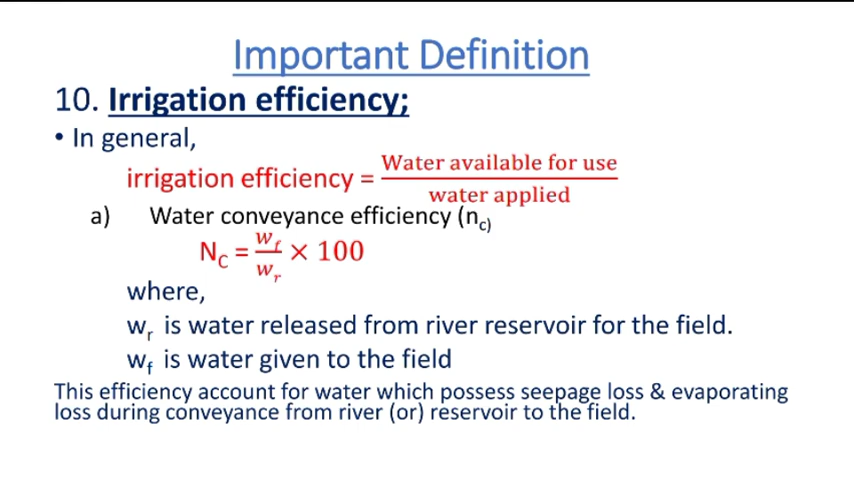 Important Definition
10. Irrigation efficiency;
• In general,
irrigation efficiency = Water available for use / water applied
a) Water conveyance efficiency (nc)
NC = wf / wr × 100
where,
wr is water released from river reservoir for the field.
wf is water given to the field
This efficiency account for water which possess seepage loss & evaporating
loss during conveyance from river (or) reservoir to the field.